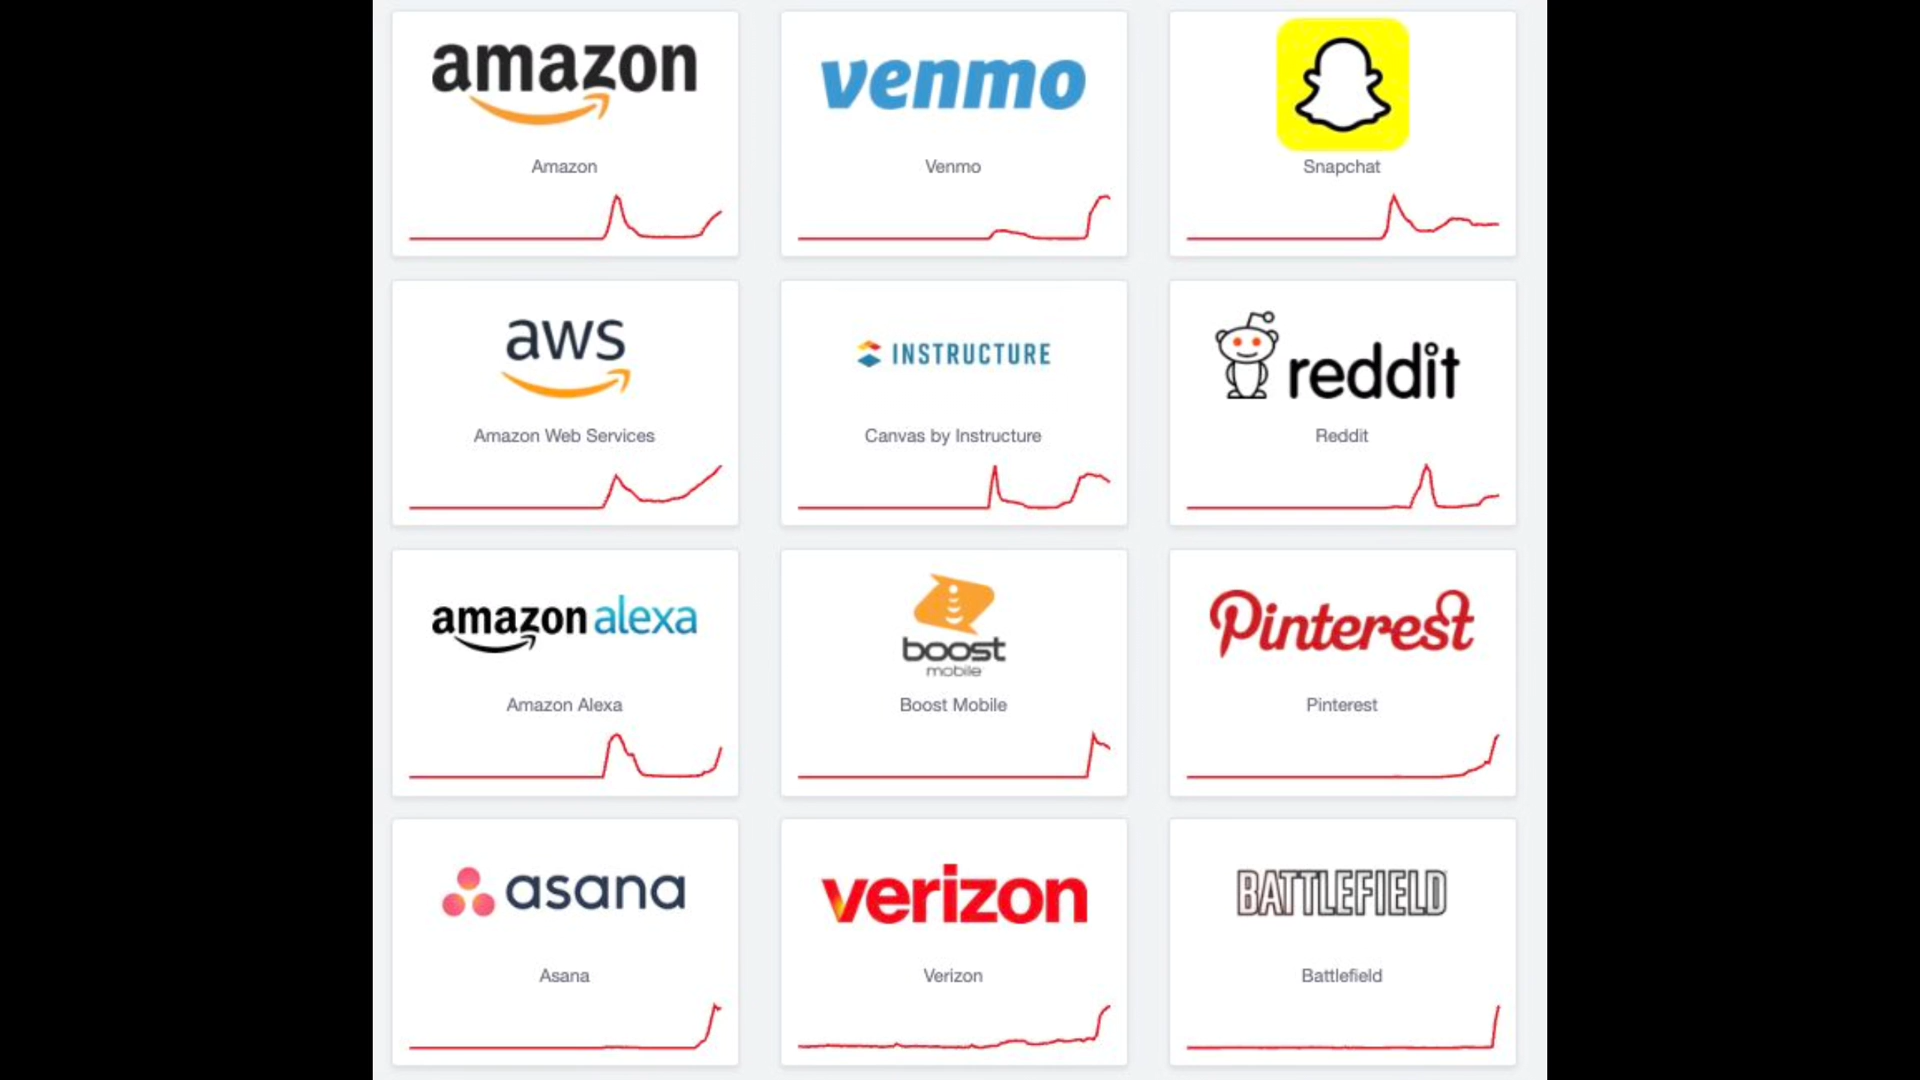 amazon
Amazon
venmo
Venmo
Snapchat
aws
Amazon Web Services
INSTRUCTURE
Canvas by Instructure
reddit
Reddit
amazon alexa
Amazon Alexa
boost
mobile
Boost Mobile
Pinterest
Pinterest
asana
Asana
verizon
Verizon
BATTLEFIELD
Battlefield